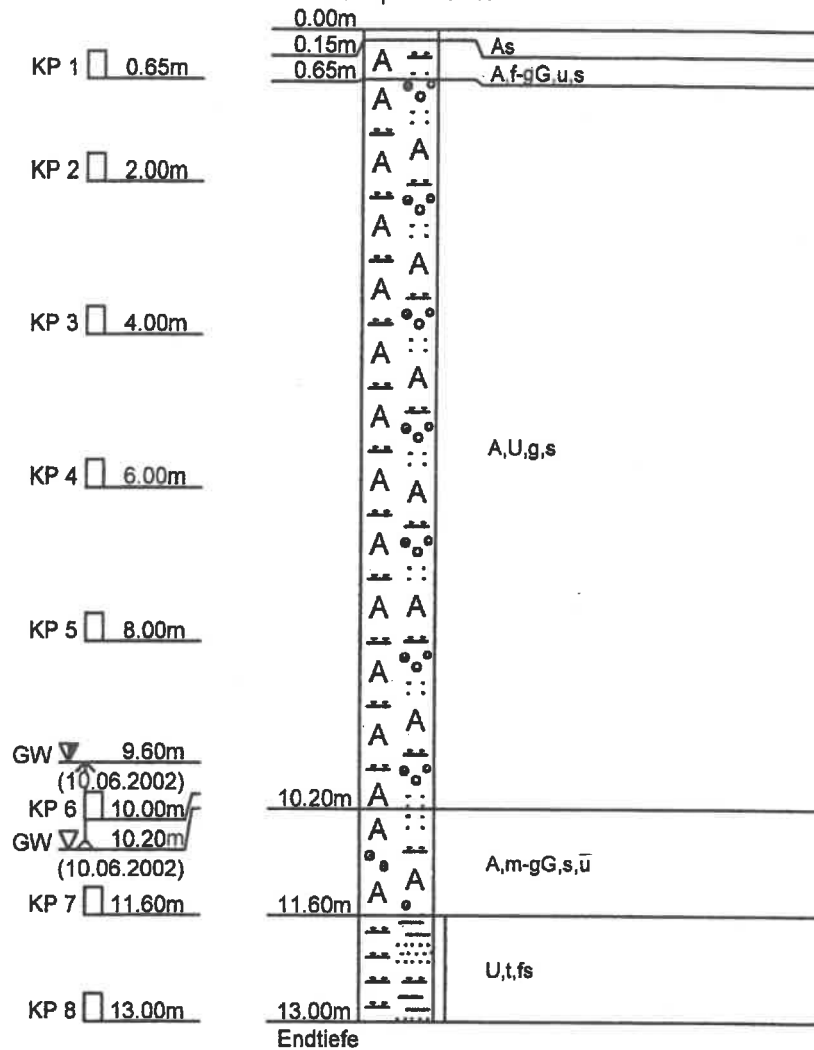 0.00m
0.15m As
KP 1 0.65m 0.65m A,f-gG,u,s
KP 2 2.00m
KP 3 4.00m
A,U,g,s
KP 4 6.00m
KP 5 8.00m
GW 9.60m
(10.06.2002)
KP 6 10.00m 10.20m
GW 10.20m
(10.06.2002)
A,m-gG,s,u̅
KP 7 11.60m 11.60m
U,t,fs
KP 8 13.00m 13.00m
Endtiefe